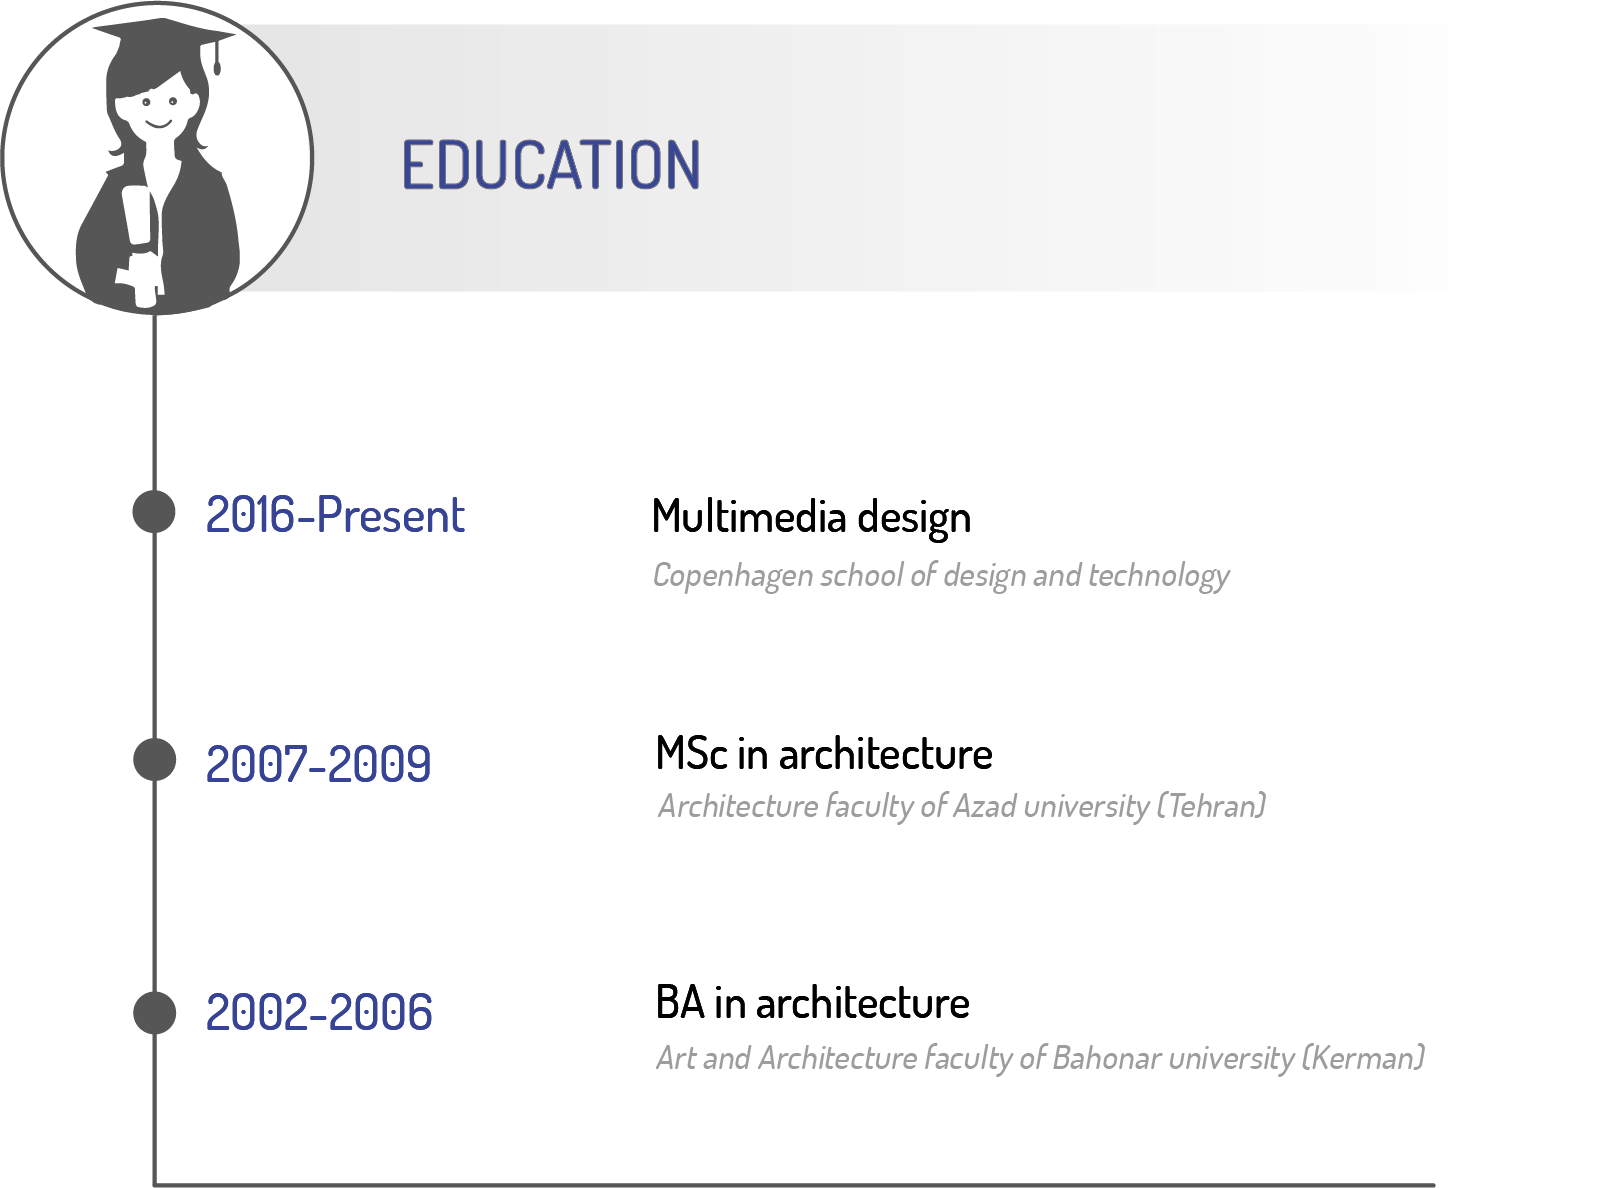 EDUCATION
2016-Present
Multimedia design
Copenhagen school of design and technology
2007-2009
MSc in architecture
Architecture faculty of Azad university (Tehran)
2002-2006
BA in architecture
Art and Architecture faculty of Bahonar university (Kerman)